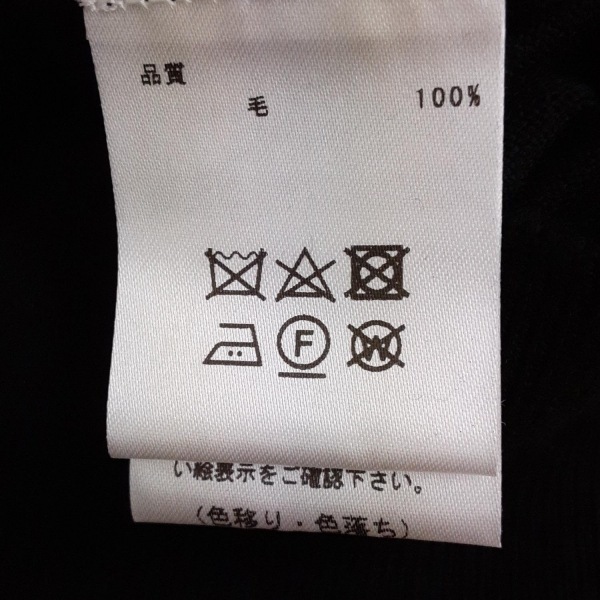 品質
毛 100%
F
W
い絵表示をご確認下さい。
(色移り・色落ち)